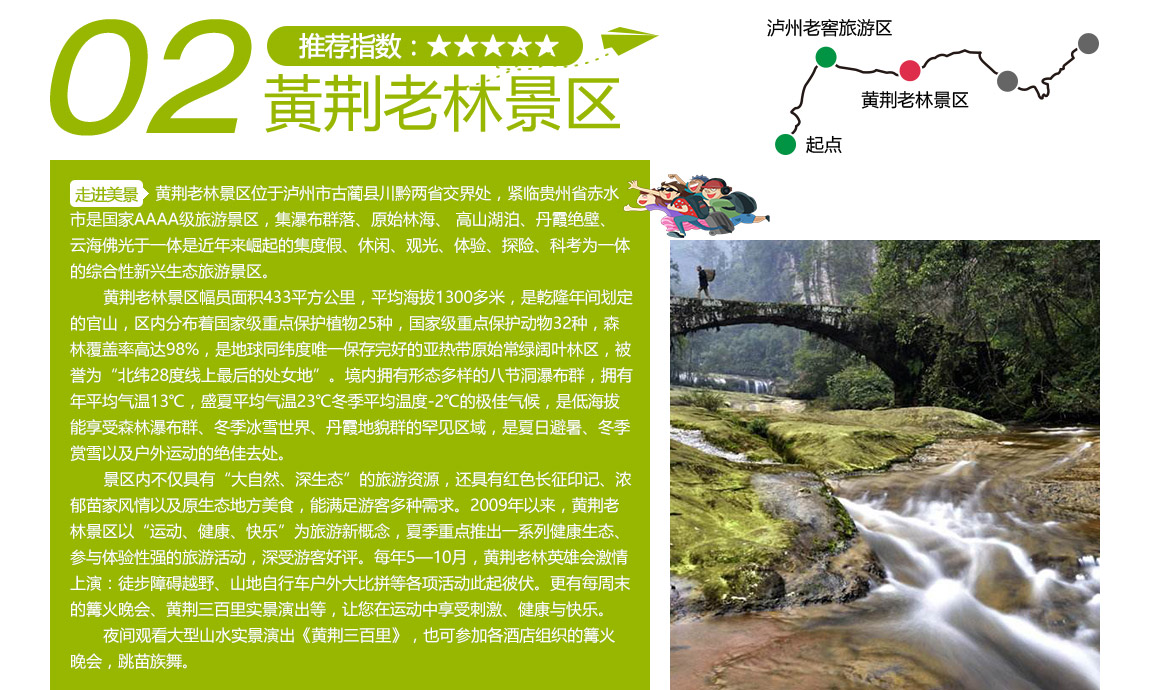 02
推荐指数：★★★★★
黄荆老林景区
泸州老窖旅游区
黄荆老林景区
起点
走进美景
黄荆老林景区位于泸州市古蔺县川黔两省交界处，紧临贵州省赤水
市是国家AAAA级旅游景区，集瀑布群落、原始林海、 高山湖泊、丹霞绝壁、
云海佛光于一体是近年来崛起的集度假、休闲、观光、体验、探险、科考为一体
的综合性新兴生态旅游景区。
黄荆老林景区幅员面积433平方公里，平均海拔1300多米，是乾隆年间划定
的官山，区内分布着国家级重点保护植物25种，国家级重点保护动物32种，森
林覆盖率高达98%，是地球同纬度唯一保存完好的亚热带原始常绿阔叶林区，被
誉为“北纬28度线上最后的处女地”。境内拥有形态多样的八节洞瀑布群，拥有
年平均气温13℃，盛夏平均气温23℃冬季平均温度-2℃的极佳气候，是低海拔
能享受森林瀑布群、冬季冰雪世界、丹霞地貌群的罕见区域，是夏日避暑、冬季
赏雪以及户外运动的绝佳去处。
景区内不仅具有“大自然、深生态”的旅游资源，还具有红色长征印记、浓
郁苗家风情以及原生态地方美食，能满足游客多种需求。2009年以来，黄荆老
林景区以“运动、健康、快乐”为旅游新概念，夏季重点推出一系列健康生态、
参与体验性强的旅游活动，深受游客好评。每年5—10月，黄荆老林英雄会激情
上演：徒步障碍越野、山地自行车户外大比拼等各项活动此起彼伏。更有每周末
的篝火晚会、黄荆三百里实景演出等，让您在运动中享受刺激、健康与快乐。
夜间观看大型山水实景演出《黄荆三百里》，也可参加各酒店组织的篝火
晚会，跳苗族舞。